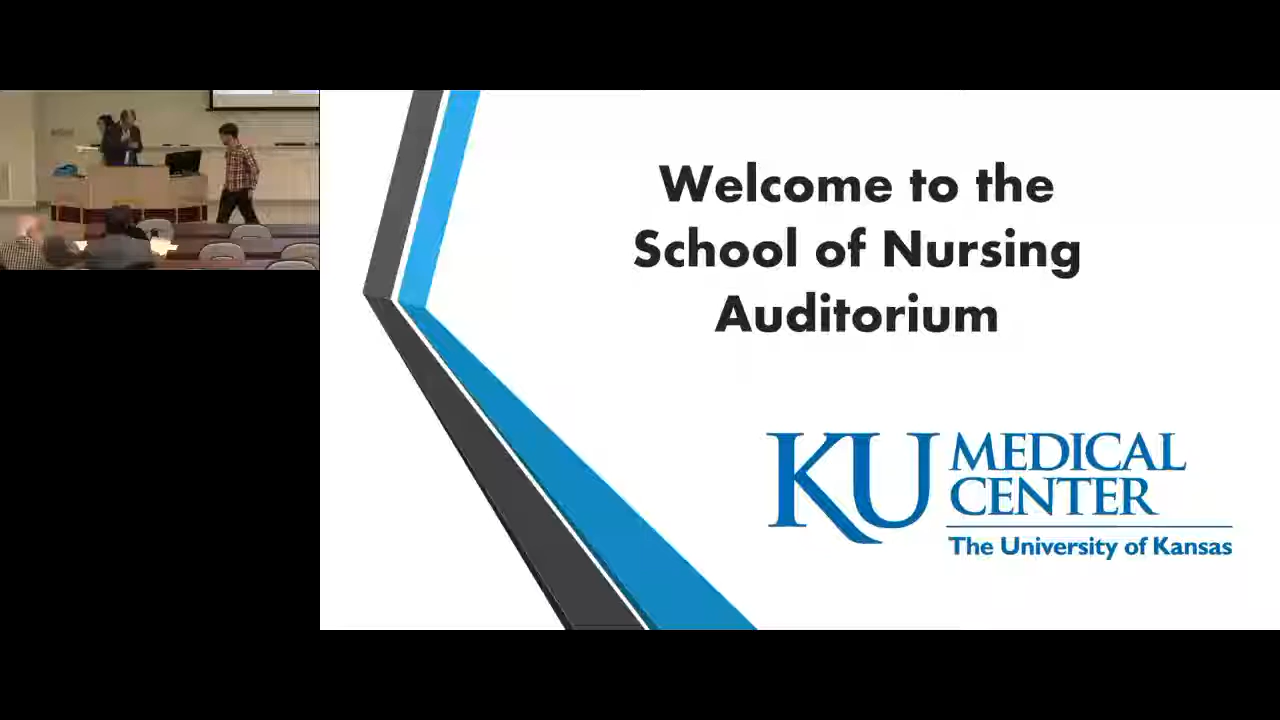 Welcome to the
School of Nursing
Auditorium
KU MEDICAL
CENTER
The University of Kansas